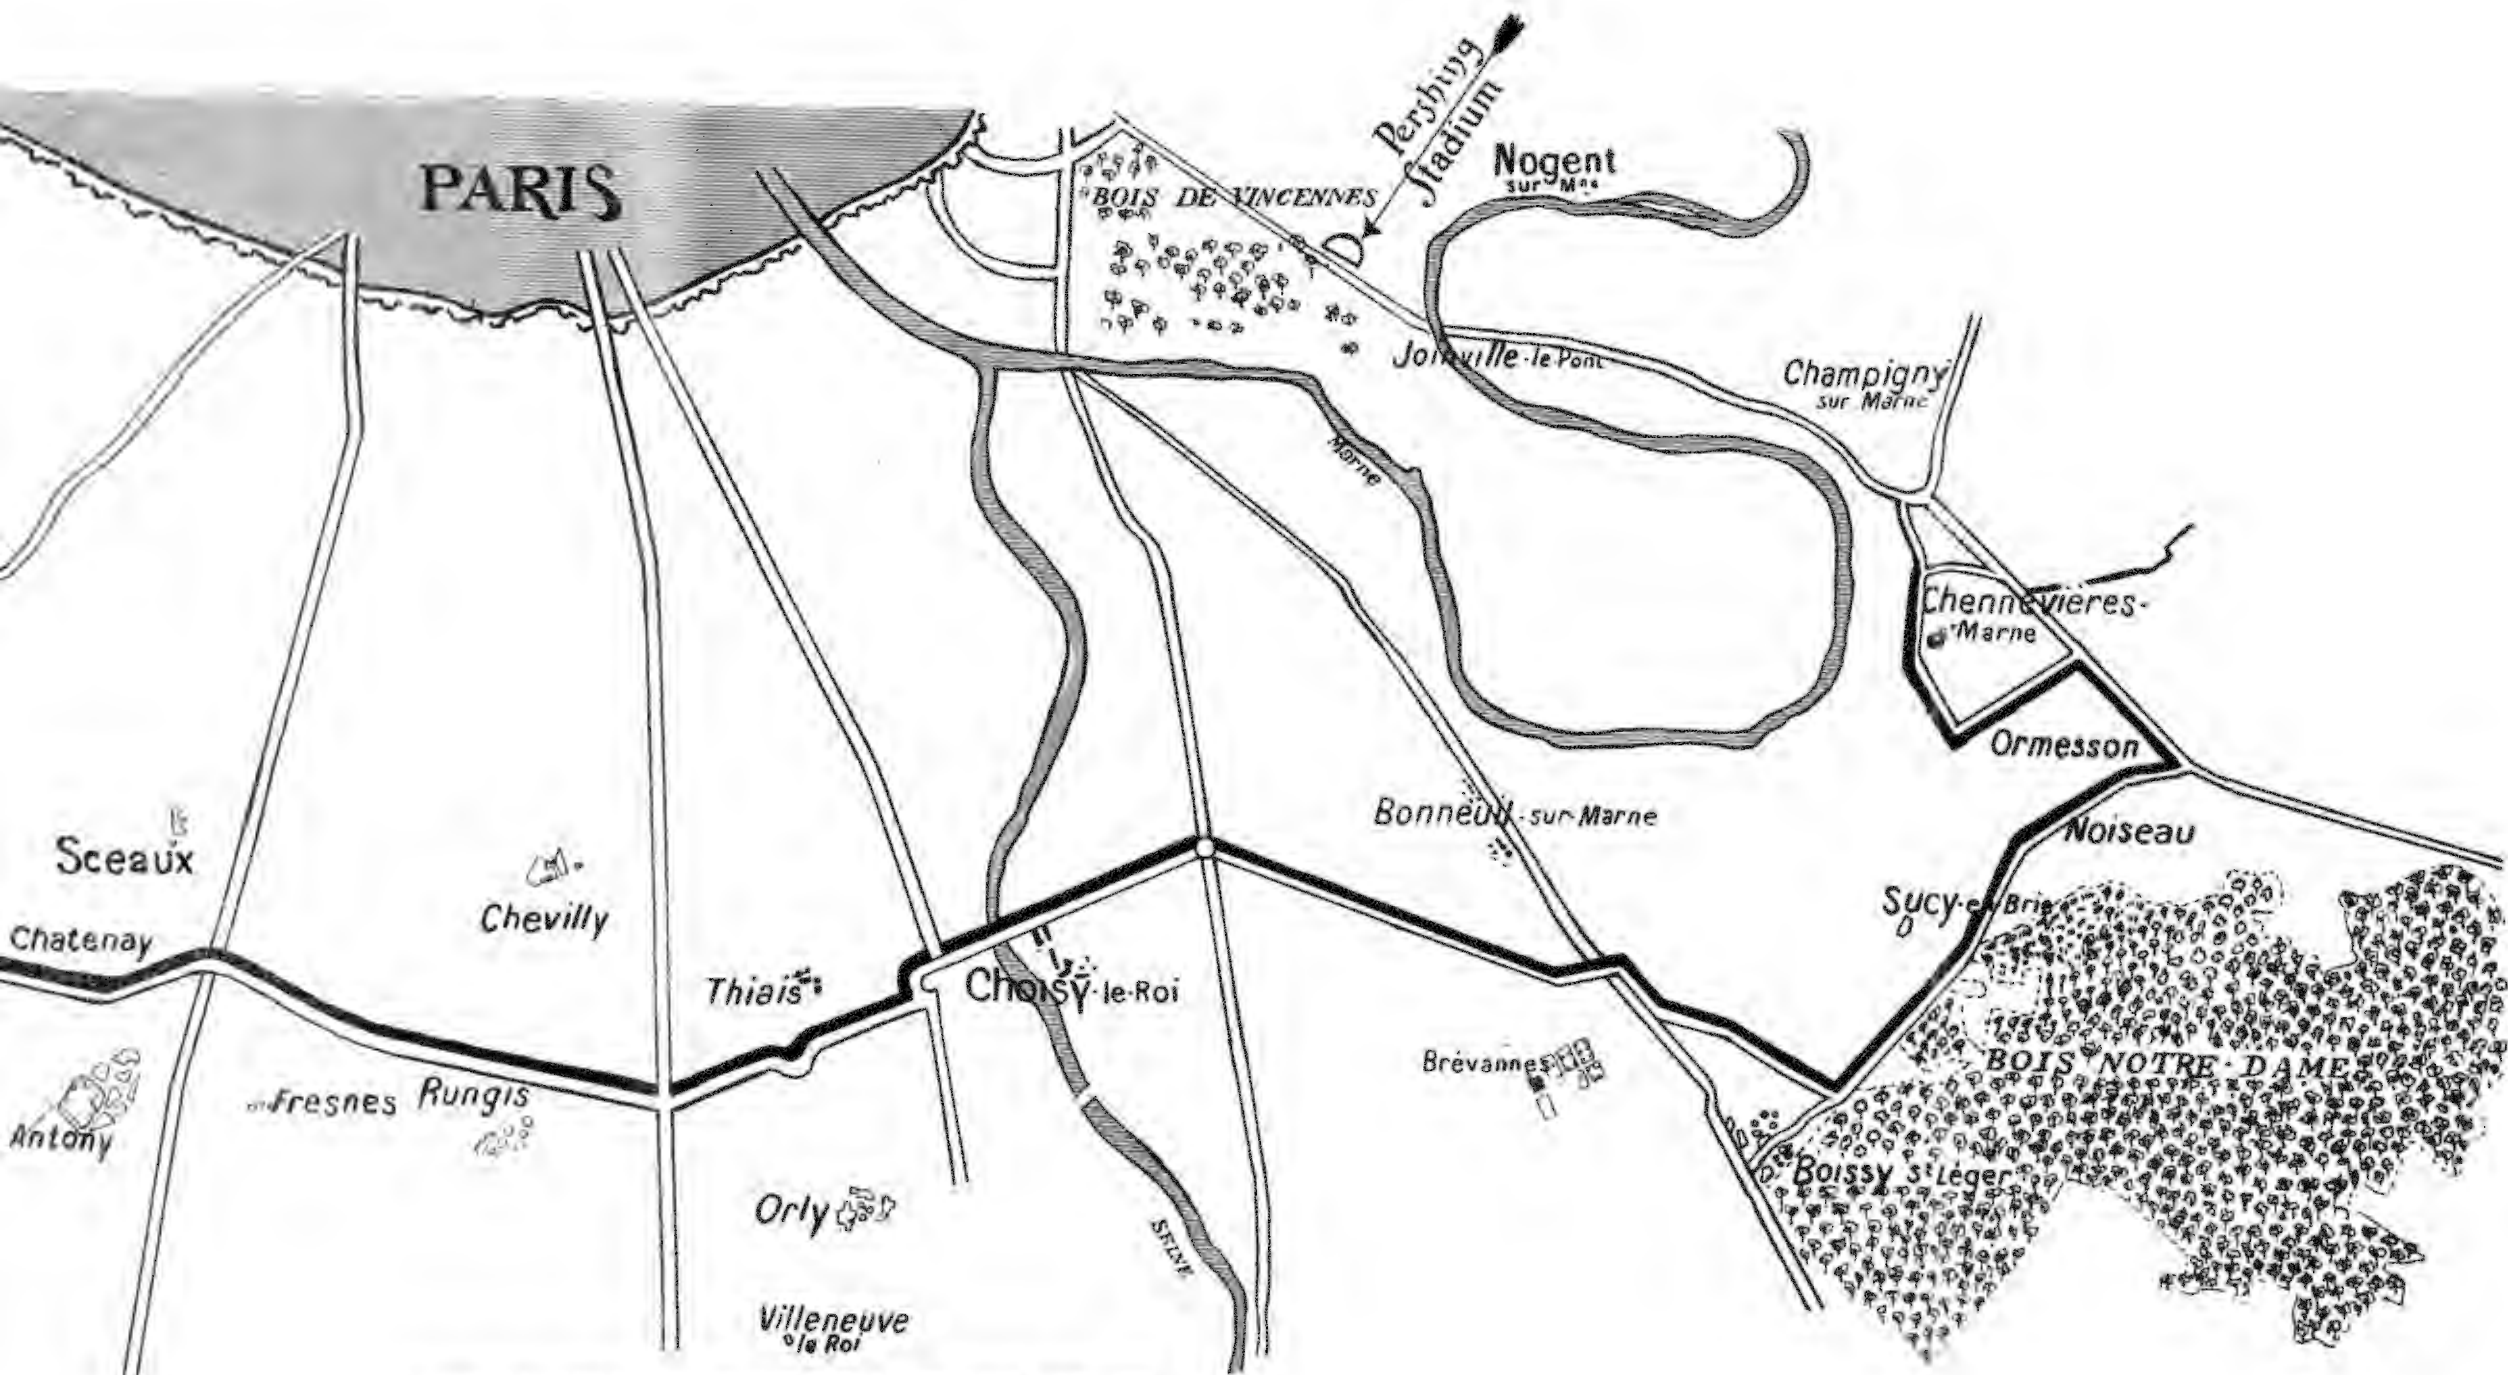 Pershing
Stadium
Nogent
sur Mne
PARIS
BOIS DE VINCENNES
Joinville-le-Pont
Champigny
sur Marne
Marne
Chennevières-
s/Marne
Ormesson
Bonneuil-sur-Marne
Noiseau
Sceaux
Sucy-en-Brie
Chevilly
Chatenay
Thiais
Choisy-le-Roi
Brévannes
BOIS NOTRE-DAME
Fresnes
Rungis
Antony
Boissy St Léger
Orly
SEINE
Villeneuve
le Roi